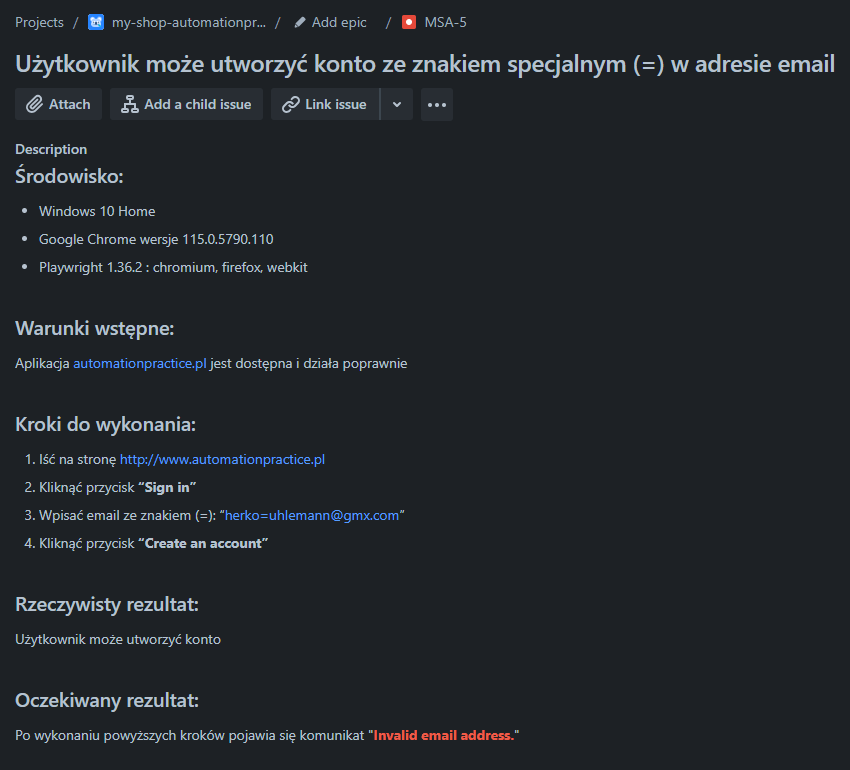 Projects / my-shop-automationpr... / Add epic / MSA-5
Użytkownik może utworzyć konto ze znakiem specjalnym (=) w adresie email
Attach Add a child issue Link issue
Description
Środowisko:
• Windows 10 Home
• Google Chrome wersje 115.0.5790.110
• Playwright 1.36.2 : chromium, firefox, webkit
Warunki wstępne:
Aplikacja automationpractice.pl jest dostępna i działa poprawnie
Kroki do wykonania:
1. Iść na stronę http://www.automationpractice.pl
2. Kliknąć przycisk “Sign in”
3. Wpisać email ze znakiem (=): “herko=uhlemann@gmx.com”
4. Kliknąć przycisk “Create an account”
Rzeczywisty rezultat:
Użytkownik może utworzyć konto
Oczekiwany rezultat:
Po wykonaniu powyższych kroków pojawia się komunikat "Invalid email address."